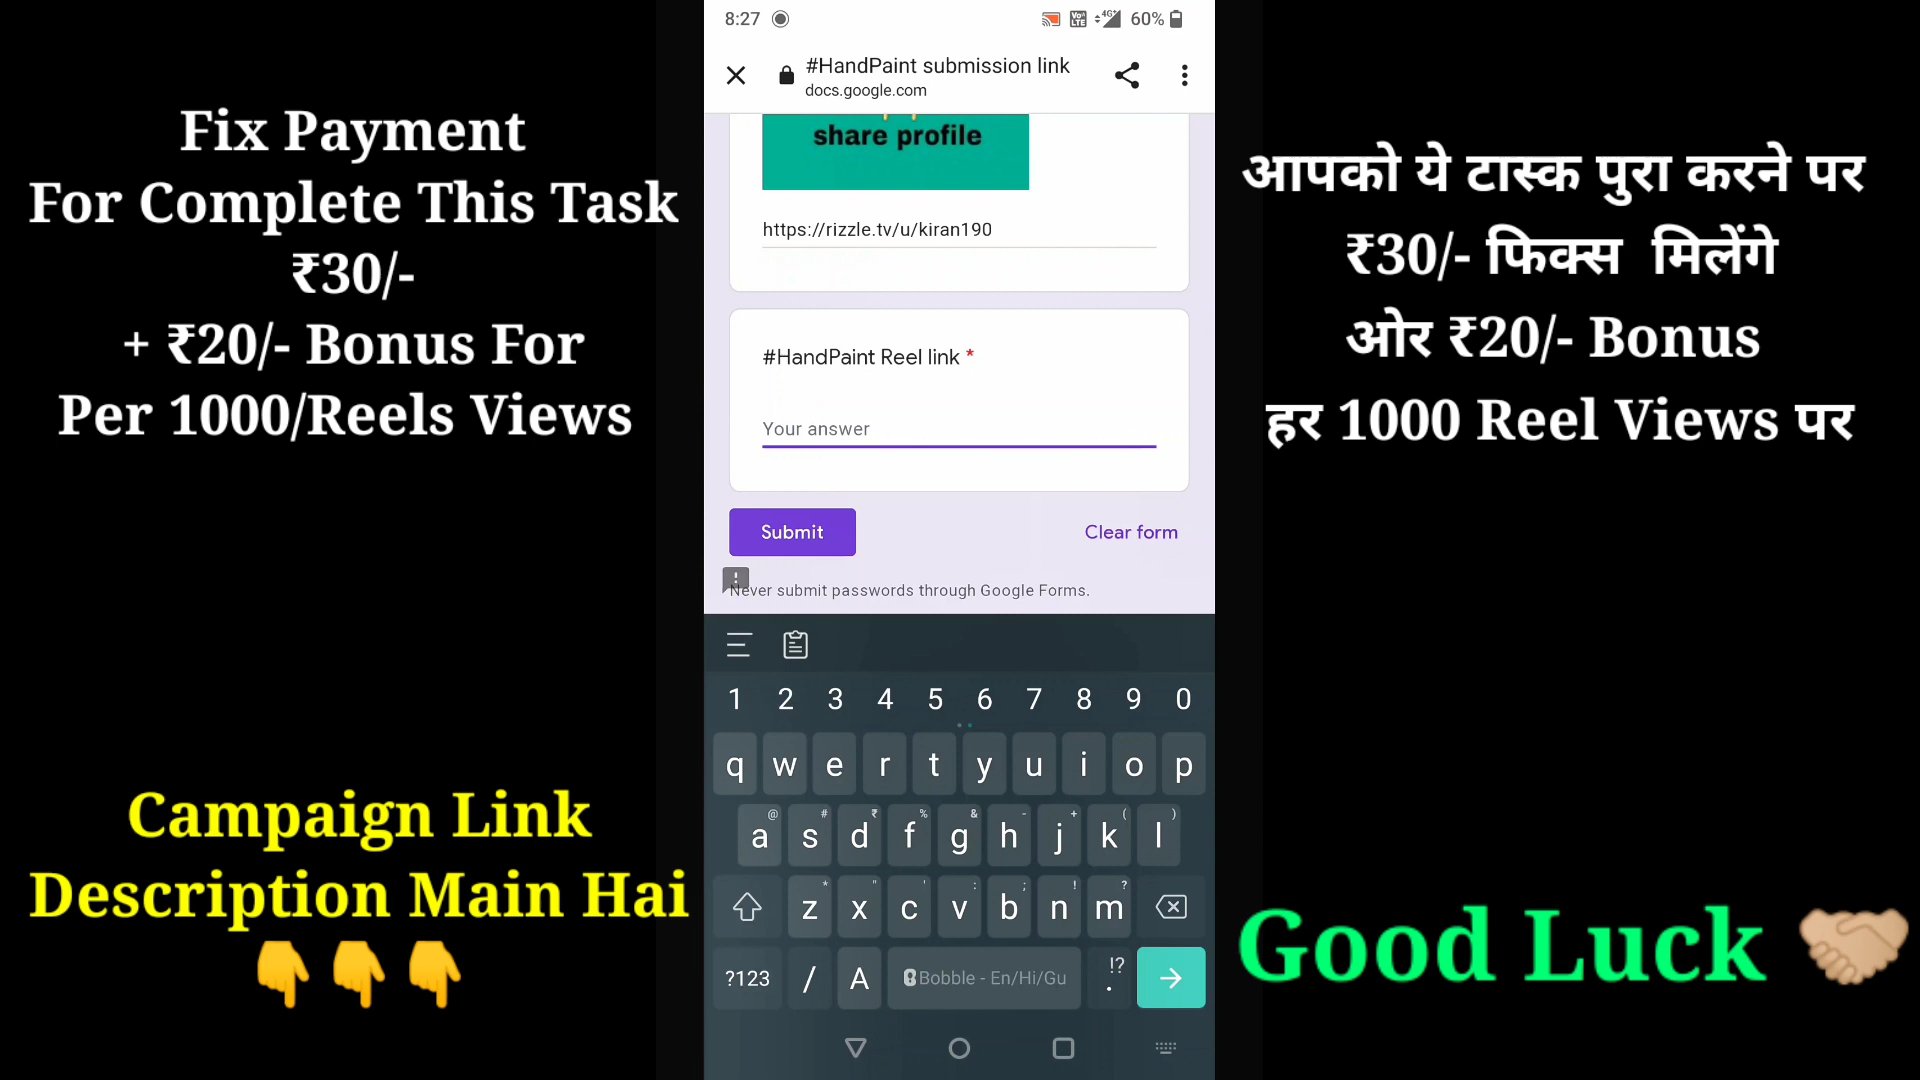 Fix Payment
For Complete This Task
₹30/-
+ ₹20/- Bonus For
Per 1000/Reels Views
Campaign Link
Description Main Hai
👇👇👇
8:27
Vo LTE
4G+
60%
#HandPaint submission link
docs.google.com
share profile
https://rizzle.tv/u/kiran190
#HandPaint Reel link *
Your answer
Submit
Clear form
Never submit passwords through Google Forms.
1 2 3 4 5 6 7 8 9 0
q w e r t y u i o p
@ # ₹ % & - + ( )
a s d f g h j k l
* " ' : ; ! ?
z x c v b n m
?123 / A Bobble - En/Hi/Gu !? .
आपको ये टास्क पुरा करने पर
₹30/- फिक्स मिलेंगे
ओर ₹20/- Bonus
हर 1000 Reel Views पर
Good Luck 🤝🏼